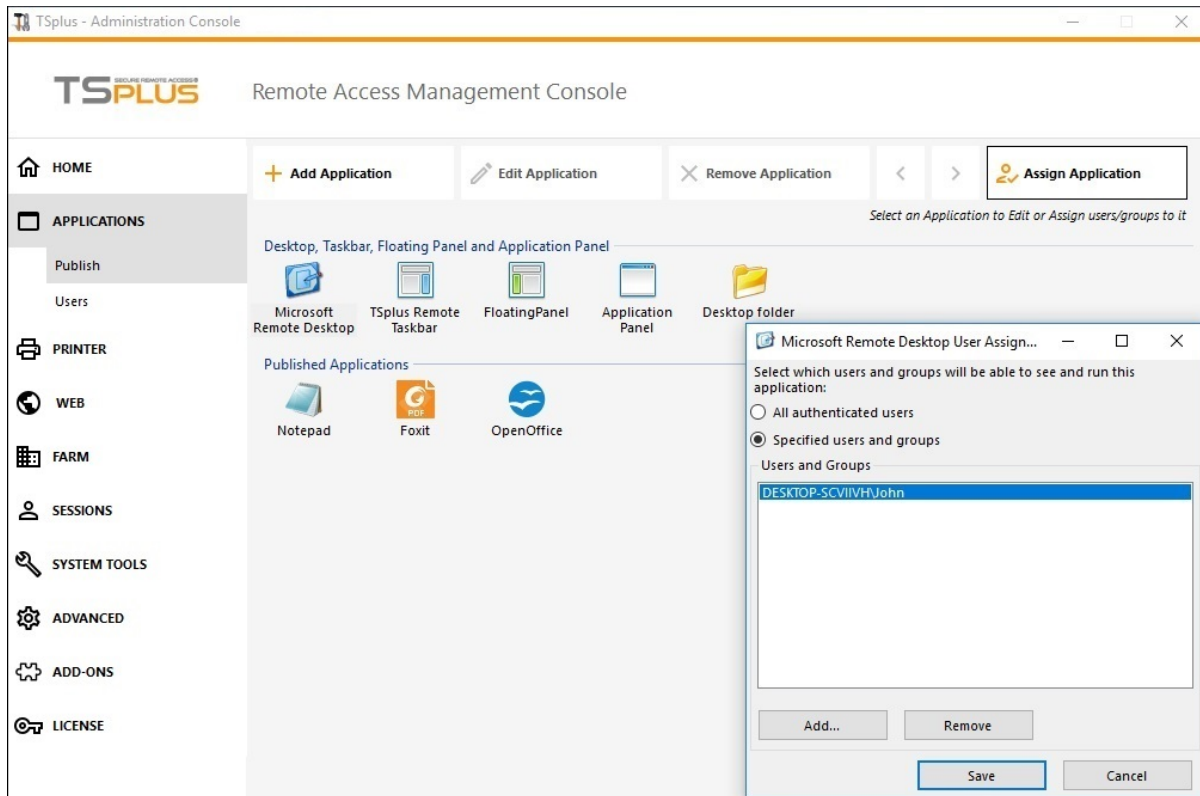 TSplus - Administration Console
TSPLUS SECURE REMOTE ACCESS®
Remote Access Management Console
HOME
APPLICATIONS
Publish
Users
PRINTER
WEB
FARM
SESSIONS
SYSTEM TOOLS
ADVANCED
ADD-ONS
LICENSE
Add Application
Edit Application
Remove Application
Assign Application
Select an Application to Edit or Assign users/groups to it
Desktop, Taskbar, Floating Panel and Application Panel
Microsoft
Remote Desktop
TSplus Remote
Taskbar
FloatingPanel
Application
Panel
Desktop folder
Published Applications
Notepad
PDF
Foxit
OpenOffice
Microsoft Remote Desktop User Assign...
Select which users and groups will be able to see and run this
application:
All authenticated users
Specified users and groups
Users and Groups
DESKTOP-SCVIIVH\John
Add...
Remove
Save
Cancel